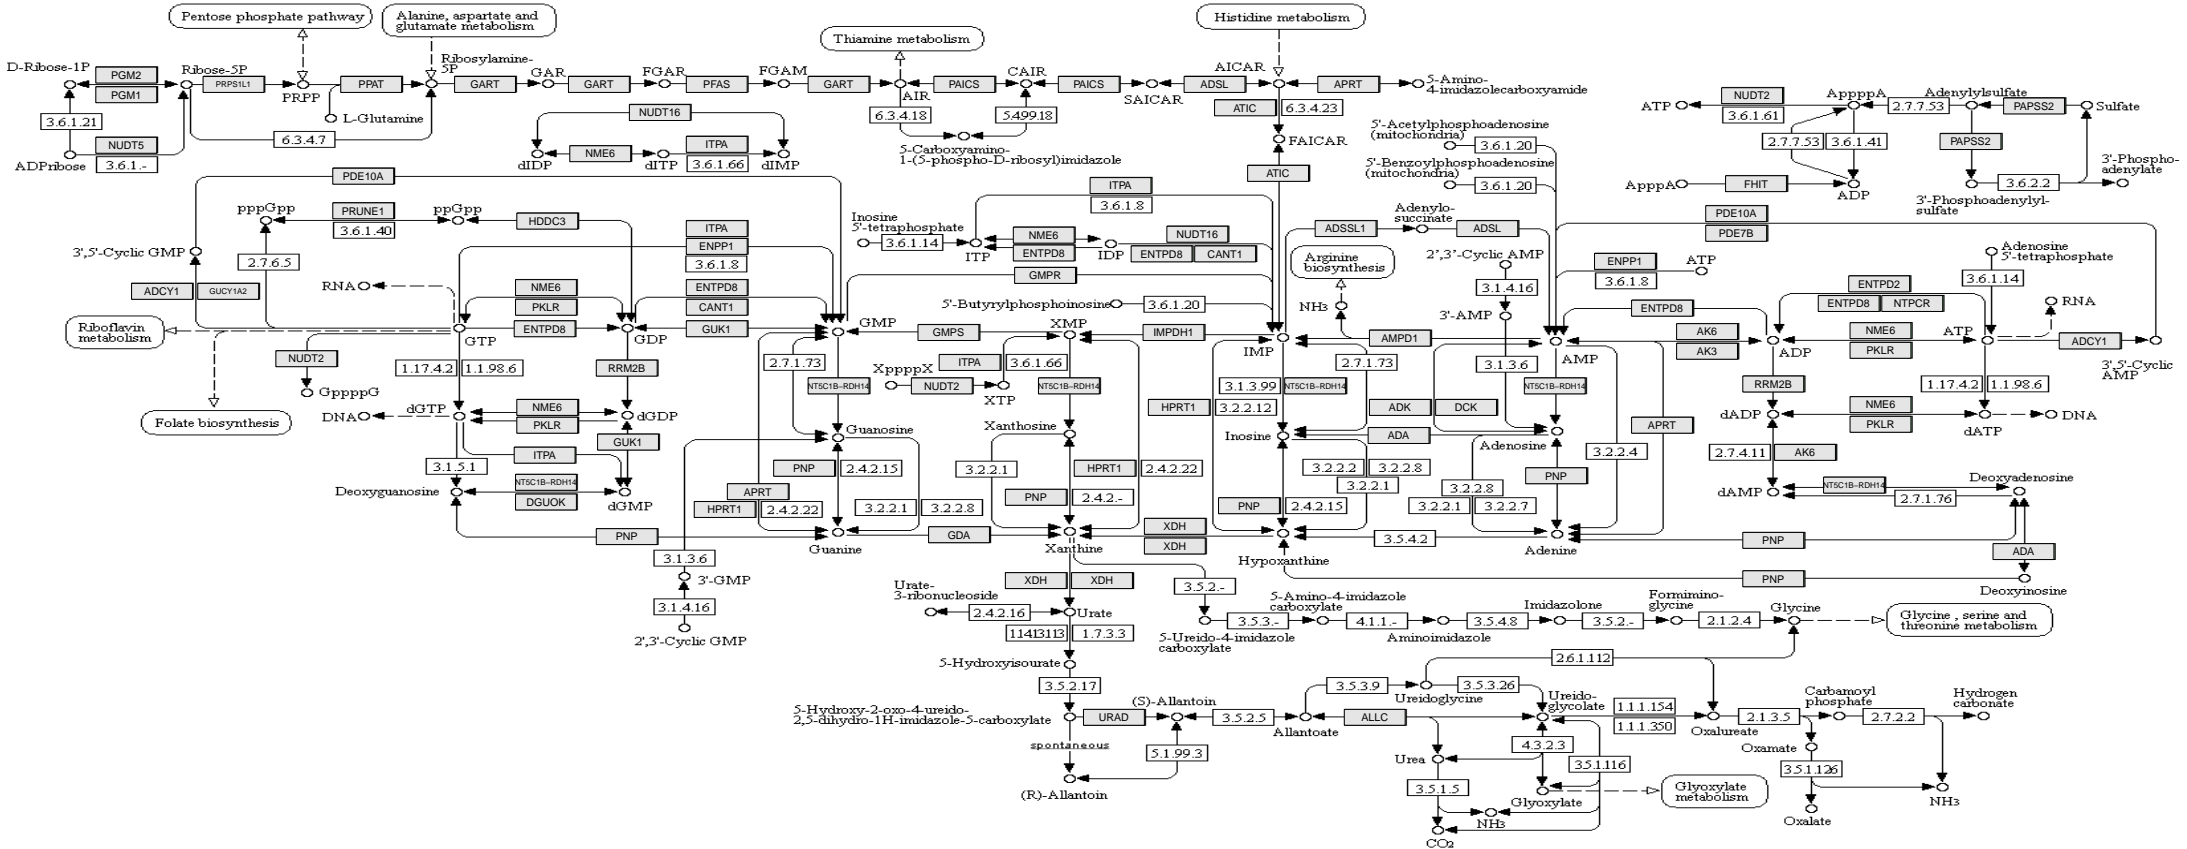 Pentose phosphate pathway
Alanine, aspartate and
glutamate metabolism
Thiamine metabolism
Histidine metabolism
D-Ribose-1P
PGM2
PGM1
Ribose-5P
PRPS1L1
PRPP
PPAT
Ribosylamine-
5P
GART
GAR
GART
FGAR
PFAS
FGAM
GART
AIR
PAICS
CAIR
PAICS
SAICAR
ADSL
AICAR
APRT
5-Amino-
4-imidazolecarboxyamide
3.6.1.21
NUDT5
3.6.1.-
ADPribose
L-Glutamine
6.3.4.7
NUDT16
dIDP
NME6
dITP
ITPA
3.6.1.66
dIMP
6.3.4.18
5.4.99.18
5-Carboxyamino-
1-(5-phospho-D-ribosyl)imidazole
ATIC
6.3.4.23
FAICAR
ATIC
5'-Acetylphosphoadenosine
(mitochondria)
3.6.1.20
5'-Benzoylphosphoadenosine
(mitochondria)
3.6.1.20
ATP
NUDT2
3.6.1.61
AppppA
2.7.7.53
Adenylylsulfate
PAPSS2
Sulfate
2.7.7.53
3.6.1.41
PAPSS2
ApppA
FHIT
ADP
3.6.2.2
3'-Phospho-
adenylate
3'-Phosphoadenylyl-
sulfate
PDE10A
pppGpp
PRUNE1
3.6.1.40
ppGpp
HDDC3
3',5'-Cyclic GMP
2.7.6.5
ADCY1
GUCY1A2
ITPA
ENPP1
3.6.1.8
RNA
NME6
PKLR
ENTPD8
ENTPD8
CANT1
GUK1
Riboflavin
metabolism
GTP
GDP
GMP
NUDT2
GppppG
Folate biosynthesis
1.17.4.2
1.1.98.6
RRM2B
DNA
dGTP
NME6
PKLR
dGDP
GUK1
ITPA
3.1.5.1
Deoxyguanosine
NT5C1B-RDH14
DGUOK
dGMP
PNP
Inosine
5'-tetraphosphate
3.6.1.14
ITPA
3.6.1.8
ITP
NME6
ENTPD8
IDP
NUDT16
ENTPD8
CANT1
GMPR
5'-Butyrylphosphoinosine
3.6.1.20
GMPS
XMP
IMPDH1
IMP
2.7.1.73
ITPA
3.6.1.66
XppppX
NUDT2
XTP
NT5C1B-RDH14
NT5C1B-RDH14
Guanosine
Xanthosine
PNP
2.4.2.15
APRT
HPRT1
2.4.2.22
3.2.2.1
3.2.2.8
3.2.2.1
HPRT1
2.4.2.22
PNP
2.4.2.-
Guanine
GDA
Xanthine
XDH
XDH
3.1.3.6
3'-GMP
3.1.4.16
2',3'-Cyclic GMP
ADSSL1
Adenylo-
succinate
ADSL
Arginine
biosynthesis
NH3
2',3'-Cyclic AMP
3.1.4.16
3'-AMP
AMPD1
AMP
2.7.1.73
3.1.3.6
3.1.3.99
NT5C1B-RDH14
NT5C1B-RDH14
HPRT1
3.2.2.12
ADK
DCK
Inosine
ADA
Adenosine
APRT
3.2.2.4
3.2.2.2
3.2.2.8
3.2.2.1
PNP
2.4.2.15
3.2.2.8
3.2.2.1
3.2.2.7
PNP
3.5.4.2
Adenine
Hypoxanthine
PDE10A
PDE7B
ENPP1
3.6.1.8
ATP
Adenosine
5'-tetraphosphate
3.6.1.14
ENTPD2
ENTPD8
NTPCR
ENTPD8
RNA
AK6
AK3
ADP
NME6
PKLR
ATP
ADCY1
3',5'-Cyclic
AMP
RRM2B
1.17.4.2
1.1.98.6
dADP
NME6
PKLR
dATP
DNA
2.7.4.11
AK6
dAMP
NT5C1B-RDH14
2.7.1.76
Deoxyadenosine
PNP
ADA
PNP
Deoxyinosine
XDH
XDH
Urate-
3-ribonucleoside
2.4.2.16
Urate
3.5.2.-
5-Amino-4-imidazole
carboxylate
3.5.3.-
5-Ureido-4-imidazole
carboxylate
4.1.1.-
Aminoimidazole
3.5.4.8
Imidazolone
3.5.2.-
Formimino-
glycine
2.1.2.4
Glycine
Glycine , serine and
threonine metabolism
1.14.13.113
1.7.3.3
5-Hydroxyisourate
3.5.2.17
5-Hydroxy-2-oxo-4-ureido-
2,5-dihydro-1H-imidazole-5-carboxylate
URAD
(S)-Allantoin
3.5.2.5
Allantoate
spontaneous
5.1.99.3
(R)-Allantoin
2.6.1.112
3.5.3.9
Ureidoglycine
3.5.3.26
Ureido-
glycolate
ALLC
1.1.1.154
1.1.1.350
Oxalureate
2.1.3.5
Carbamoyl
phosphate
2.7.2.2
Hydrogen
carbonate
Urea
4.3.2.3
3.5.1.116
Oxamate
3.5.1.126
3.5.1.5
Glyoxylate
Glyoxylate
metabolism
NH3
NH3
Oxalate
CO2